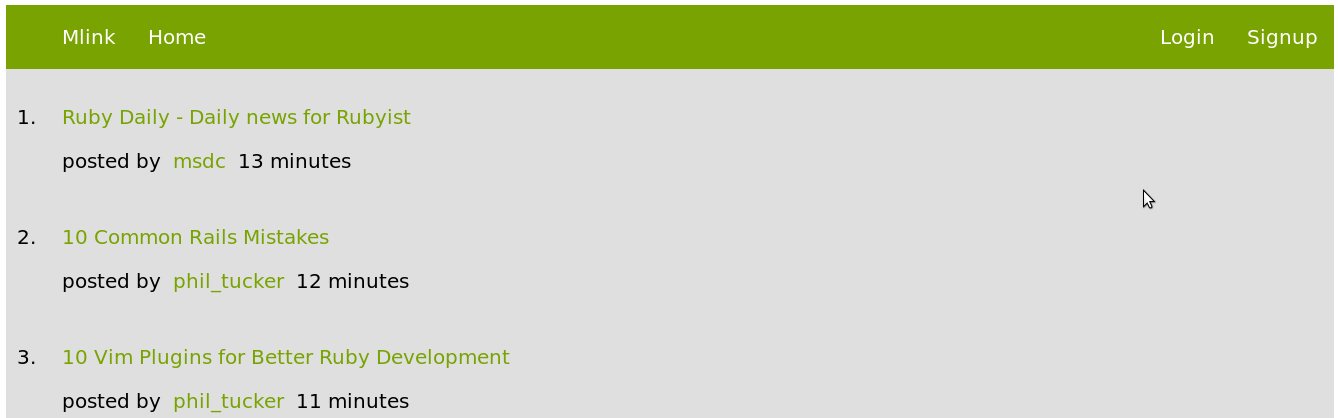 Mlink Home Login Signup
1. Ruby Daily - Daily news for Rubyist
posted by msdc 13 minutes
2. 10 Common Rails Mistakes
posted by phil_tucker 12 minutes
3. 10 Vim Plugins for Better Ruby Development
posted by phil_tucker 11 minutes